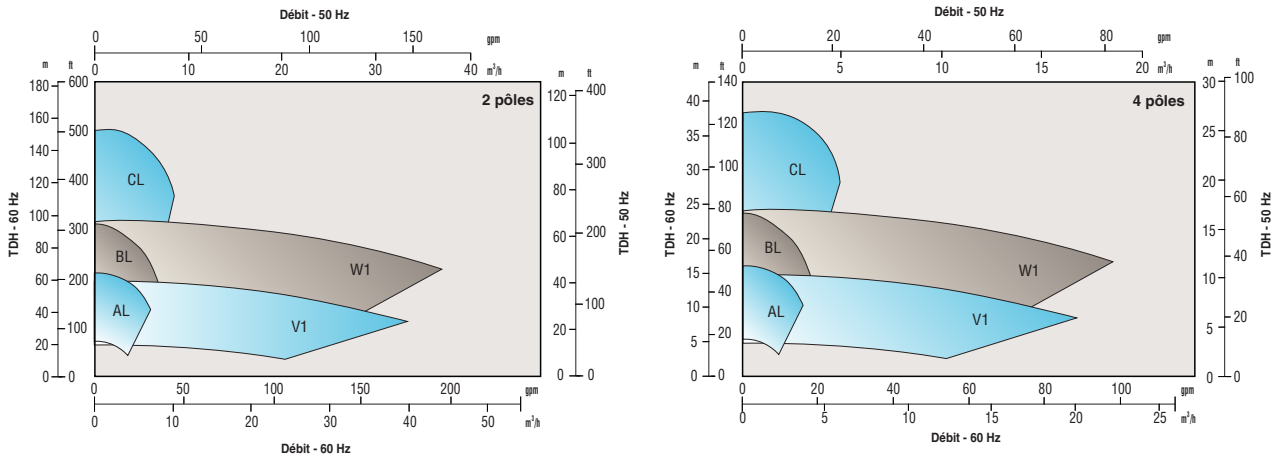 Débit - 50 Hz
0 50 100 150 gpm
0 10 20 30 40 m³/h
m ft
180 600
160 500
140
120 400
100 300
80
60 200
40 100
20
0 0
TDH - 60 Hz
2 pôles
CL
BL
W1
AL
V1
m ft
120 400
100 300
80
60 200
40
100
20
0 0
TDH - 50 Hz
0 50 100 150 200 gpm
0 10 20 30 40 50 m³/h
Débit - 60 Hz
Débit - 50 Hz
0 20 40 60 80 gpm
0 5 10 15 20 m³/h
m ft
140
40 120
35
30 100
25 80
20 60
15
40
10
5 20
0 0
TDH - 60 Hz
4 pôles
CL
BL
W1
AL
V1
m ft
30 100
25 80
20 60
15
10 40
5 20
0 0
TDH - 50 Hz
0 20 40 60 80 100 gpm
0 5 10 15 20 25 m³/h
Débit - 60 Hz